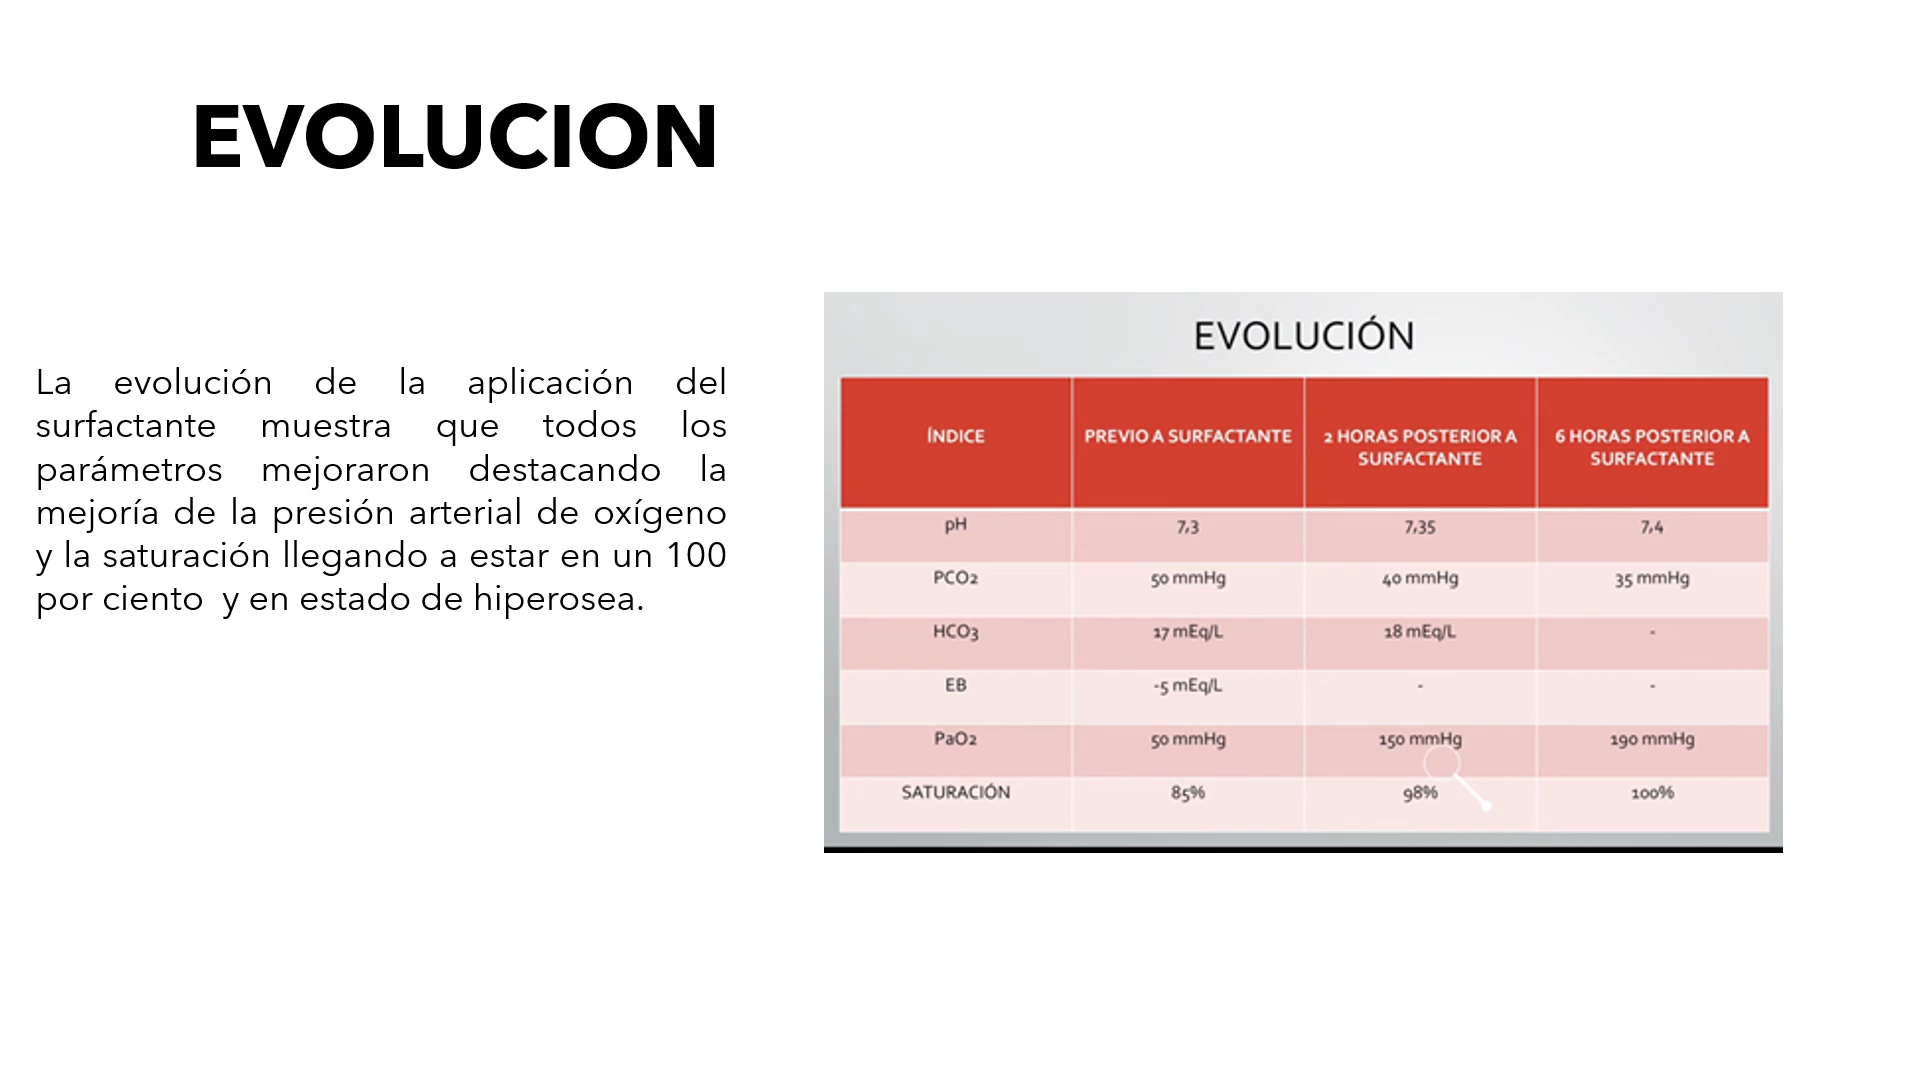 EVOLUCION
La evolución de la aplicación del
surfactante muestra que todos los
parámetros mejoraron destacando la
mejoría de la presión arterial de oxígeno
y la saturación llegando a estar en un 100
por ciento  y en estado de hiperosea.
EVOLUCIÓN
ÍNDICE PREVIO A SURFACTANTE 2 HORAS POSTERIOR A 6 HORAS POSTERIOR A
SURFACTANTE SURFACTANTE
pH 7,3 7,35 7,4
PCO2 50 mmHg 40 mmHg 35 mmHg
HCO3 17 mEq/L 18 mEq/L -
EB -5 mEq/L - -
PaO2 50 mmHg 150 mmHg 190 mmHg
SATURACIÓN 85% 98% 100%